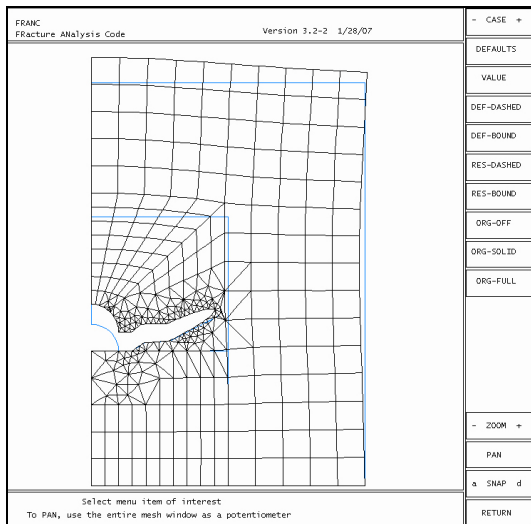 FRANC
FRacture ANalysis Code
Version 3.2-2 1/28/07
- CASE +
DEFAULTS
VALUE
DEF-DASHED
DEF-BOUND
RES-DASHED
RES-BOUND
ORG-OFF
ORG-SOLID
ORG-FULL
- ZOOM +
PAN
a SNAP d
RETURN
Select menu item of interest
To PAN, use the entire mesh window as a potentiometer